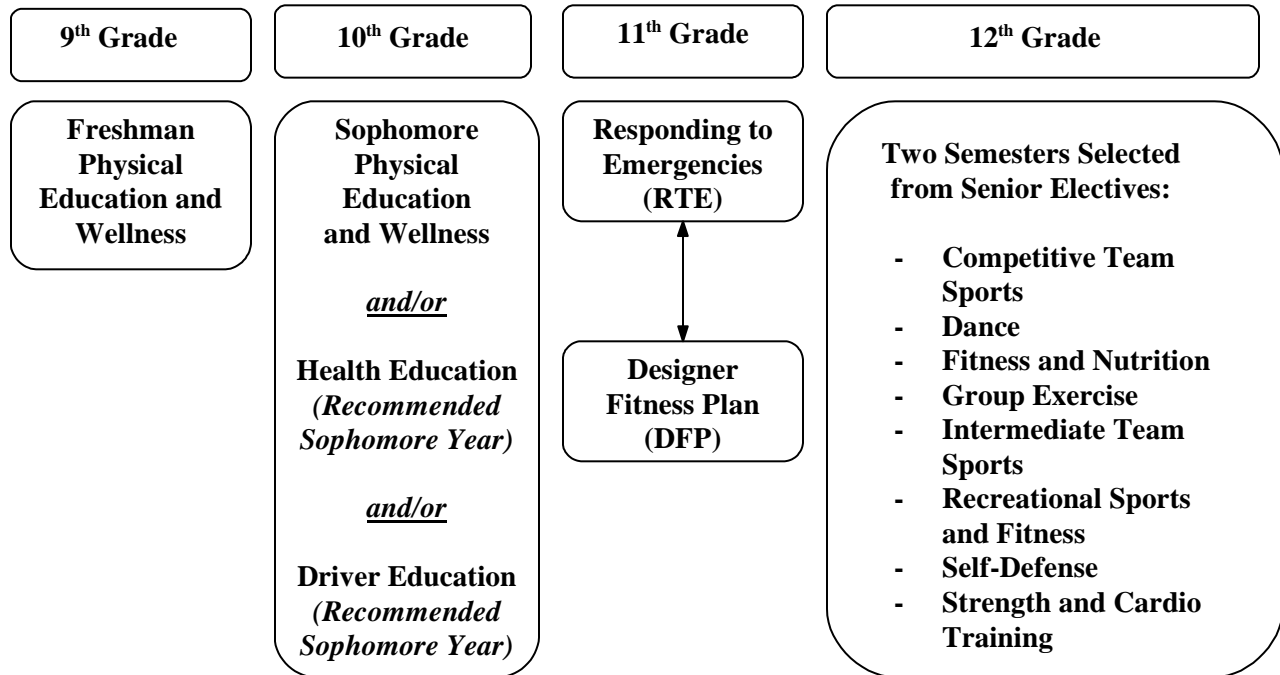 9th Grade
10th Grade
11th Grade
12th Grade
Freshman
Physical
Education and
Wellness
Sophomore
Physical
Education
and Wellness
and/or
Health Education
(Recommended
Sophomore Year)
and/or
Driver Education
(Recommended
Sophomore Year)
Responding to
Emergencies
(RTE)
Designer
Fitness Plan
(DFP)
Two Semesters Selected
from Senior Electives:
- Competitive Team
Sports
- Dance
- Fitness and Nutrition
- Group Exercise
- Intermediate Team
Sports
- Recreational Sports
and Fitness
- Self-Defense
- Strength and Cardio
Training